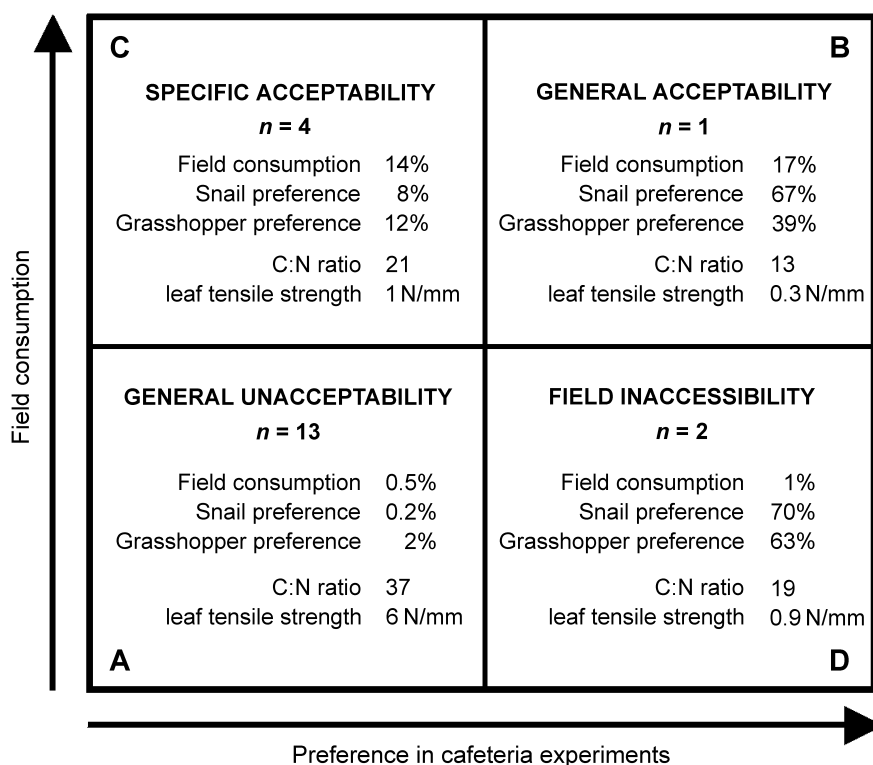 C
SPECIFIC ACCEPTABILITY
n = 4
Field consumption 14%
Snail preference 8%
Grasshopper preference 12%
C:N ratio 21
leaf tensile strength 1 N/mm
B
GENERAL ACCEPTABILITY
n = 1
Field consumption 17%
Snail preference 67%
Grasshopper preference 39%
C:N ratio 13
leaf tensile strength 0.3 N/mm
Field consumption
GENERAL UNACCEPTABILITY
n = 13
Field consumption 0.5%
Snail preference 0.2%
Grasshopper preference 2%
C:N ratio 37
leaf tensile strength 6 N/mm
A
FIELD INACCESSIBILITY
n = 2
Field consumption 1%
Snail preference 70%
Grasshopper preference 63%
C:N ratio 19
leaf tensile strength 0.9 N/mm
D
Preference in cafeteria experiments